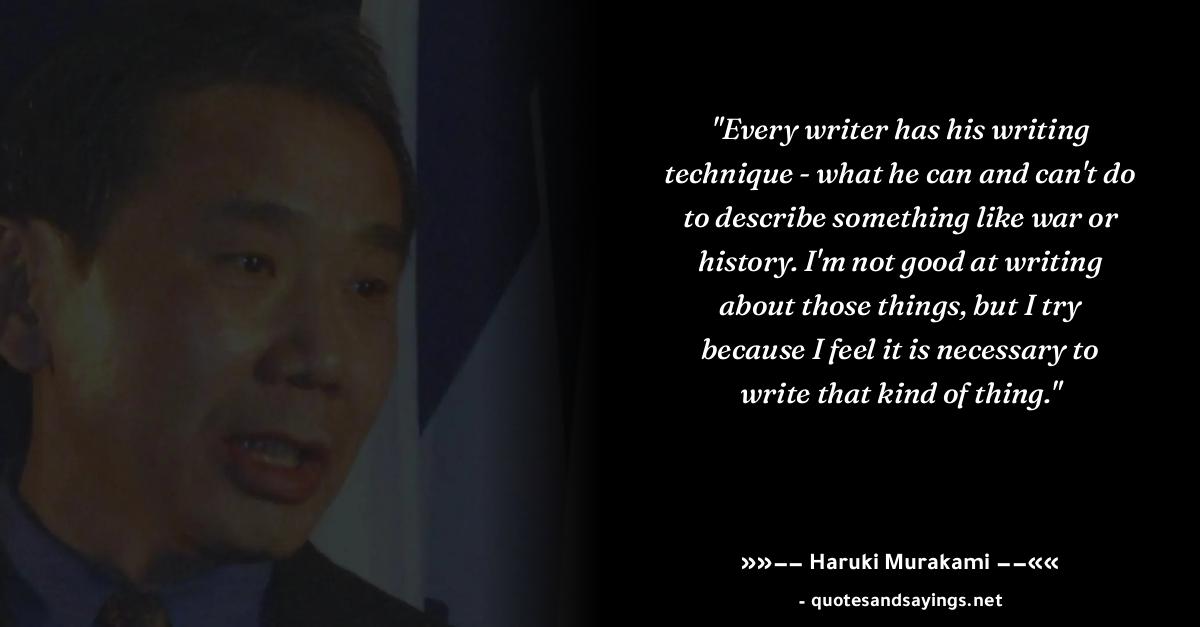 "Every writer has his writing
technique - what he can and can't do
to describe something like war or
history. I'm not good at writing
about those things, but I try
because I feel it is necessary to
write that kind of thing."
»»–– Haruki Murakami ––««
- quotesandsayings.net